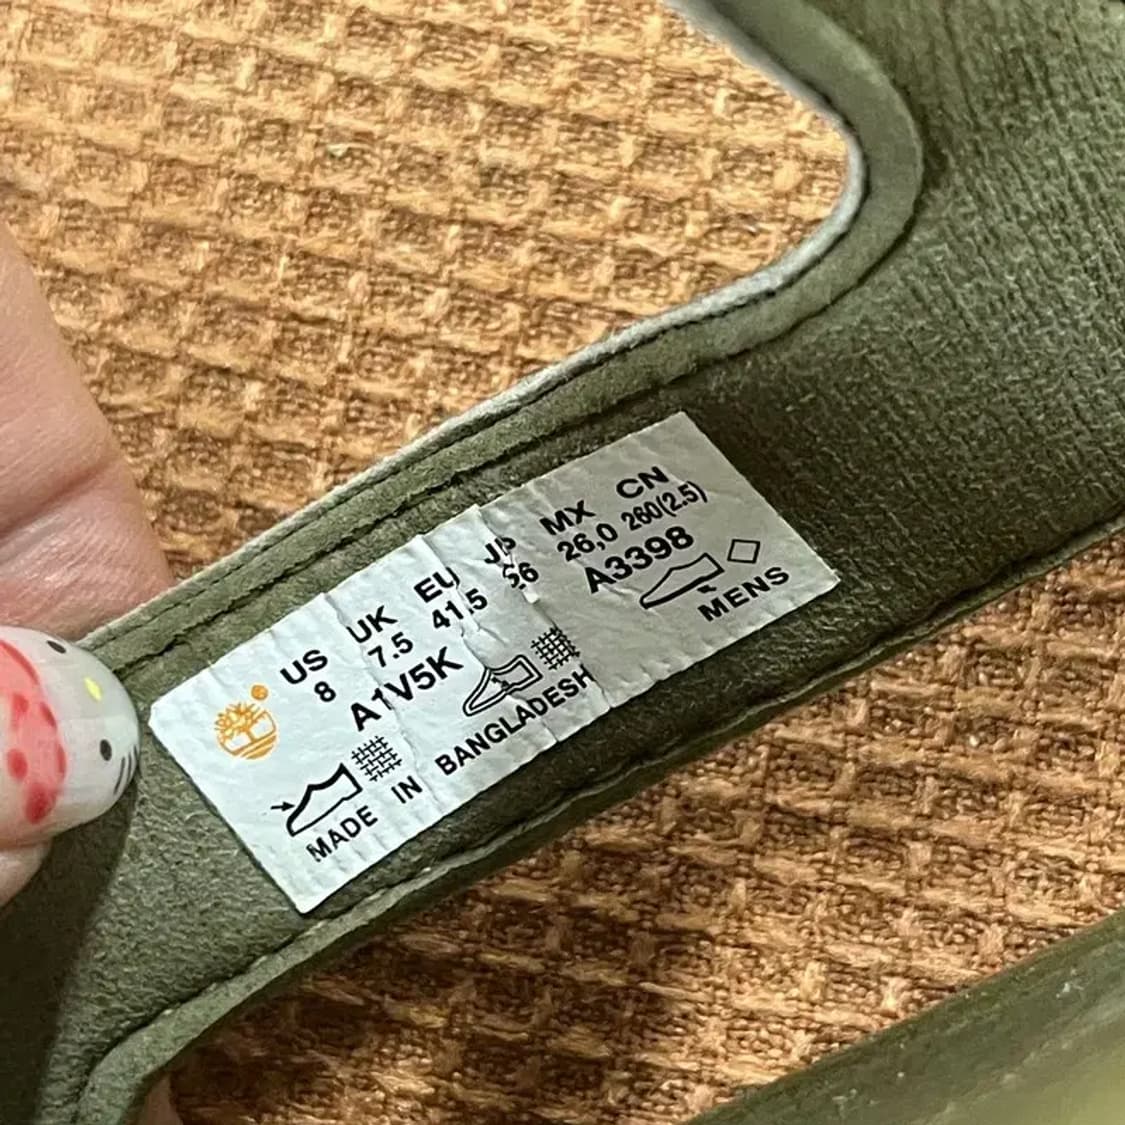 US UK EU JP MX CN
8 7.5 41.5 26 26,0 260(2.5)
A1V5K A3398
MADE IN BANGLADESH MENS